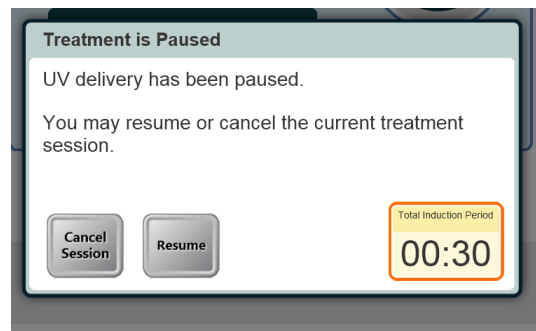 Treatment is Paused
UV delivery has been paused.
You may resume or cancel the current treatment
session.
Cancel
Session
Resume
Total Induction Period
00:30